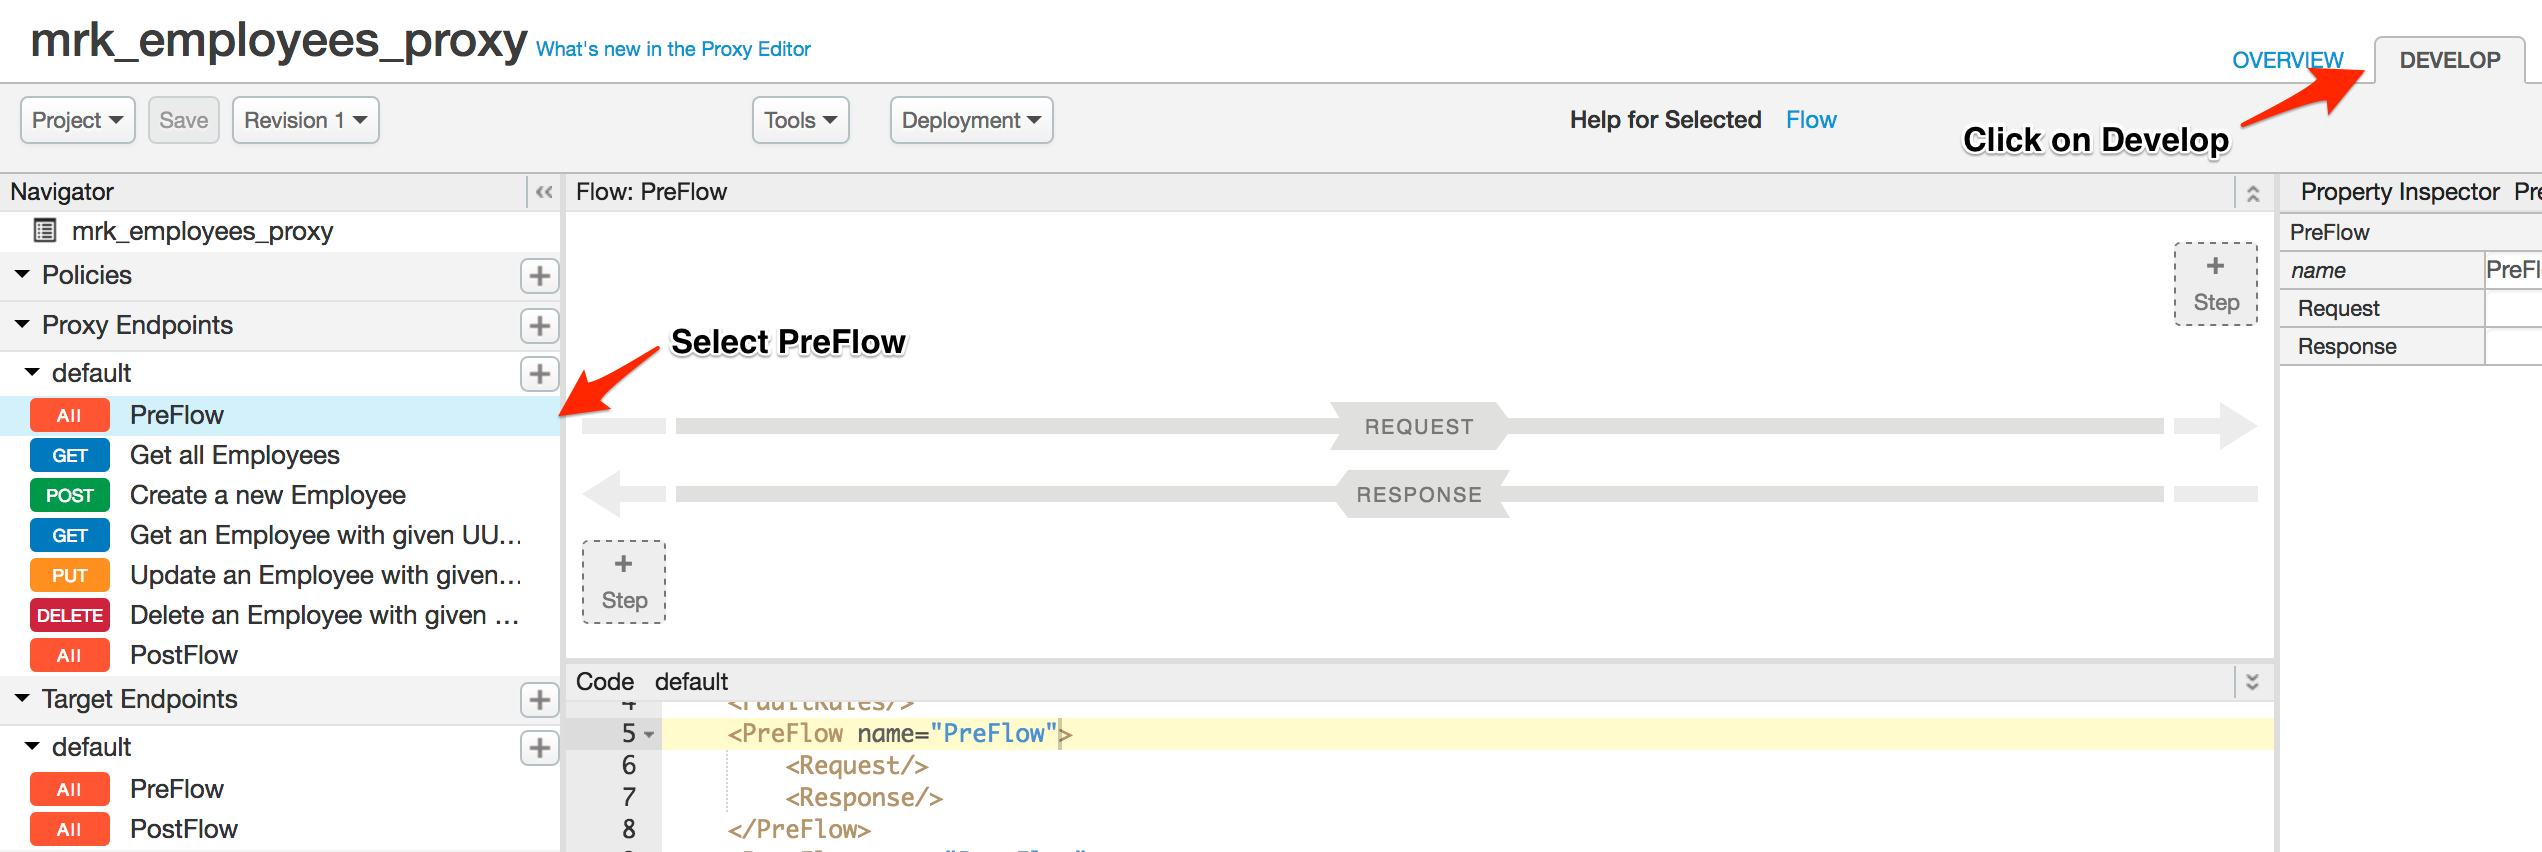 mrk_employees_proxy What's new in the Proxy Editor
OVERVIEW DEVELOP
Project Save Revision 1 Tools Deployment Help for Selected Flow
Click on Develop
Navigator
mrk_employees_proxy
Policies
Proxy Endpoints
default
All PreFlow
GET Get all Employees
POST Create a new Employee
GET Get an Employee with given UU...
PUT Update an Employee with given...
DELETE Delete an Employee with given ...
All PostFlow
Target Endpoints
default
All PreFlow
All PostFlow
Flow: PreFlow
+
Step
Select PreFlow
REQUEST
RESPONSE
+
Step
Code default
4 <FaultRules/>
5 <PreFlow name="PreFlow">
6 <Request/>
7 <Response/>
8 </PreFlow>
Property Inspector Pre
PreFlow
name PreFl
Request
Response